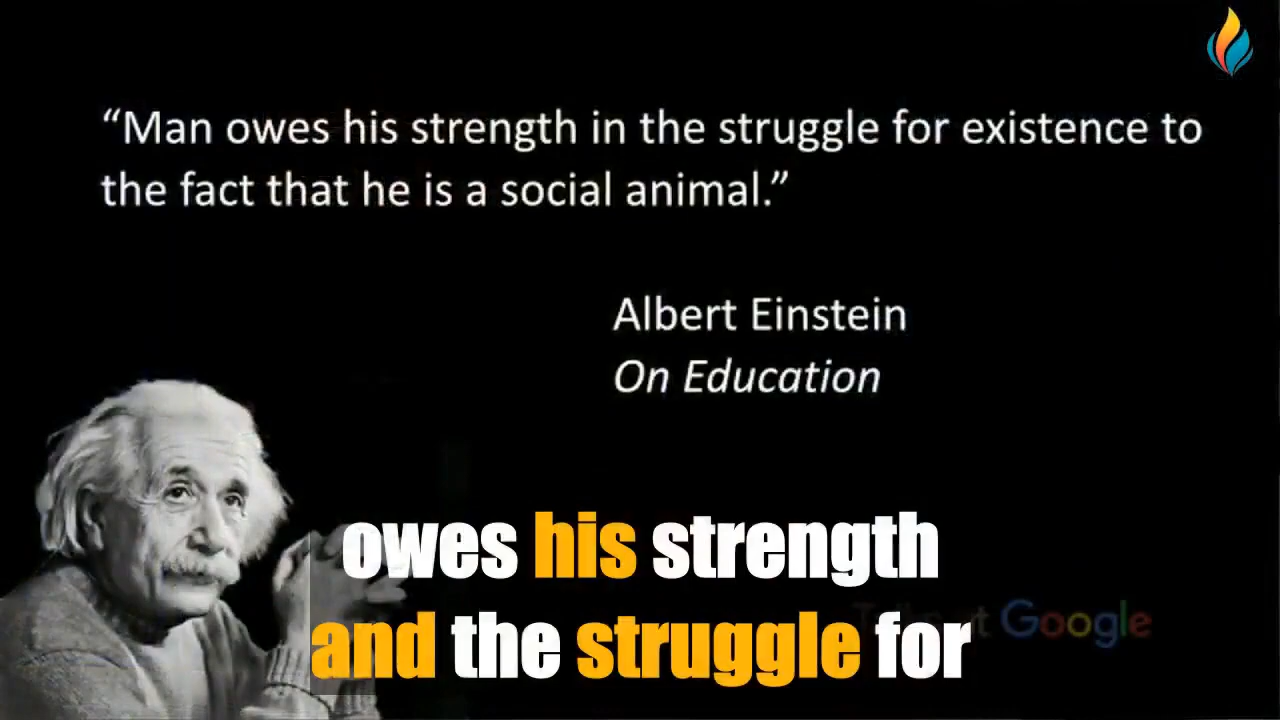 “Man owes his strength in the struggle for existence to
the fact that he is a social animal.”
Albert Einstein
On Education
owes his strength
and the struggle for
Google